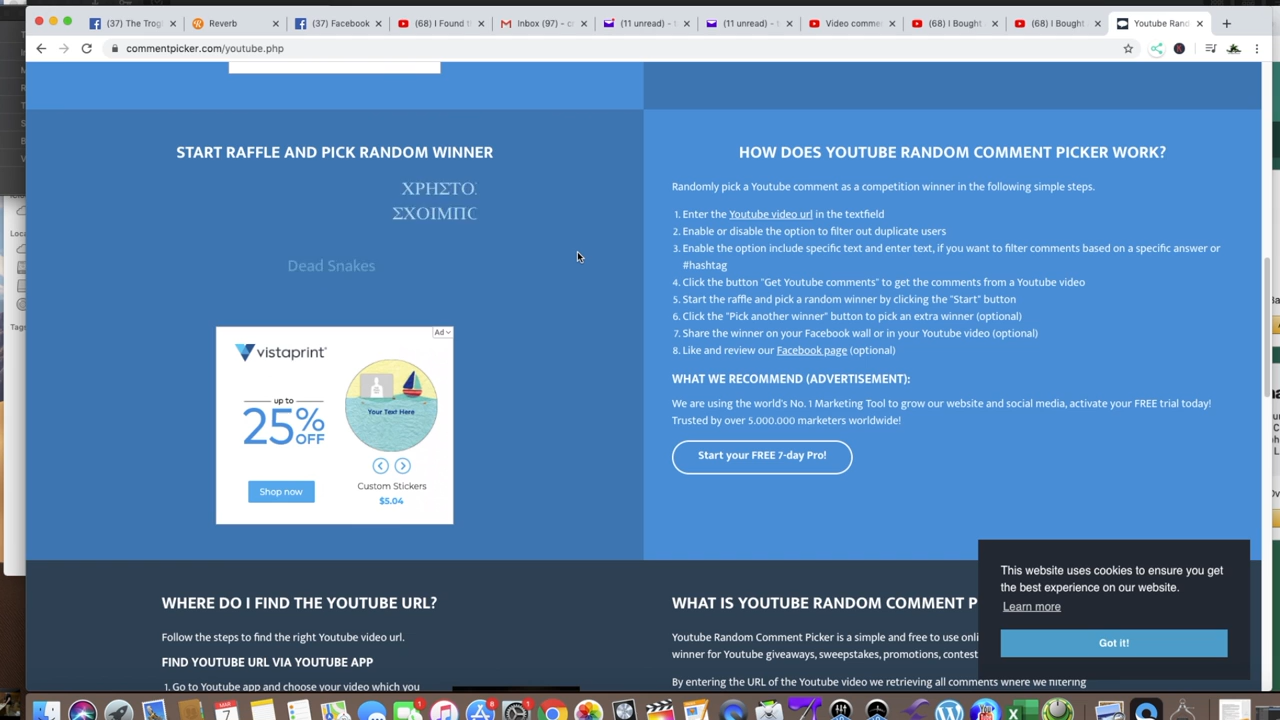 (37) The Trog
Reverb
(37) Facebook
(68) I Found t
Inbox (97) - c
(11 unread) - t
(11 unread) - t
Video comme
(68) I Bought
(68) I Bought
Youtube Rand
commentpicker.com/youtube.php
START RAFFLE AND PICK RANDOM WINNER
ΧΡΗΣΤΟΣ
ΣΧΟΙΜΠΟ
Dead Snakes
Ad
vistaprint
up to
25% OFF
Shop now
Your Text Here
Custom Stickers
$5.04
HOW DOES YOUTUBE RANDOM COMMENT PICKER WORK?
Randomly pick a Youtube comment as a competition winner in the following simple steps.
1. Enter the Youtube video url in the textfield
2. Enable or disable the option to filter out duplicate users
3. Enable the option include specific text and enter text, if you want to filter comments based on a specific answer or
#hashtag
4. Click the button "Get Youtube comments" to get the comments from a Youtube video
5. Start the raffle and pick a random winner by clicking the "Start" button
6. Click the "Pick another winner" button to pick an extra winner (optional)
7. Share the winner on your Facebook wall or in your Youtube video (optional)
8. Like and review our Facebook page (optional)
WHAT WE RECOMMEND (ADVERTISEMENT):
We are using the world's No. 1 Marketing Tool to grow our website and social media, activate your FREE trial today!
Trusted by over 5.000.000 marketers worldwide!
Start your FREE 7-day Pro!
WHERE DO I FIND THE YOUTUBE URL?
Follow the steps to find the right Youtube video url.
FIND YOUTUBE URL VIA YOUTUBE APP
1. Go to Youtube app and choose your video which you
WHAT IS YOUTUBE RANDOM COMMENT P
Youtube Random Comment Picker is a simple and free to use onli
winner for Youtube giveaways, sweepstakes, promotions, contest
By entering the URL of the Youtube video we retrieving all comments where we filtering
This website uses cookies to ensure you get
the best experience on our website.
Learn more
Got it!
Loca
Tags